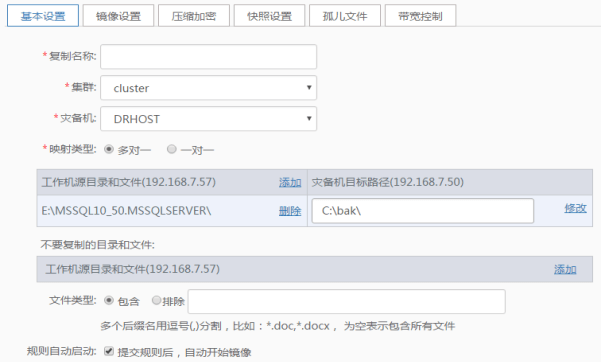 基本设置 镜像设置 压缩加密 快照设置 孤儿文件 带宽控制
*复制名称:
*集群: cluster
*灾备机: DRHOST
*映射类型: 多对一 一对一
工作机源目录和文件(192.168.7.57) 添加 灾备机目标路径(192.168.7.50)
E:\MSSQL10_50.MSSQLSERVER\ 删除 C:\bak\ 修改
不要复制的目录和文件:
工作机源目录和文件(192.168.7.57) 添加
文件类型: 包含 排除
多个后缀名用逗号(,)分割，比如：*.doc,*.docx ，为空表示包含所有文件
规则自动启动: 提交规则后，自动开始镜像